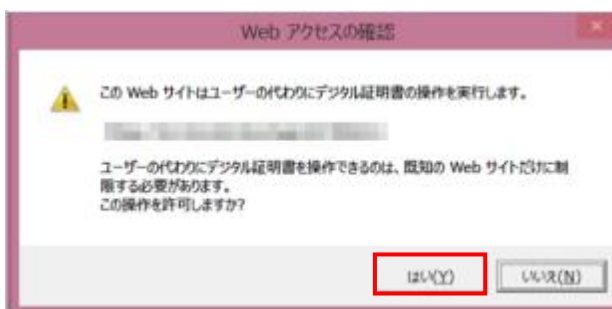 Web アクセスの確認
この Web サイトはユーザーの代わりにデジタル証明書の操作を実行します。
ユーザーの代わりにデジタル証明書を操作できるのは、既知の Web サイトだけに制
限する必要があります。
この操作を許可しますか?
はい(Y)
いいえ(N)